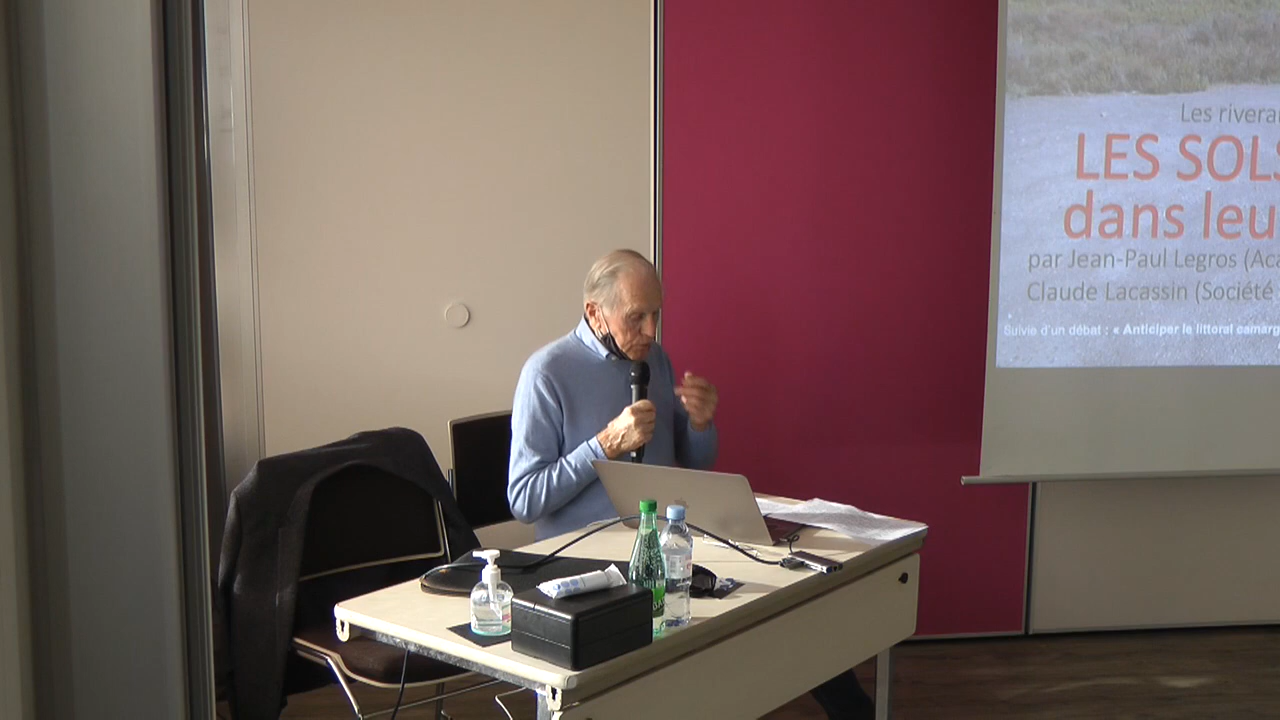 Les rivera
LES SOLS
dans leu
par Jean-Paul Legros (Aca
Claude Lacassin (Société
Suivie d'un débat : « Anticiper le littoral camarg